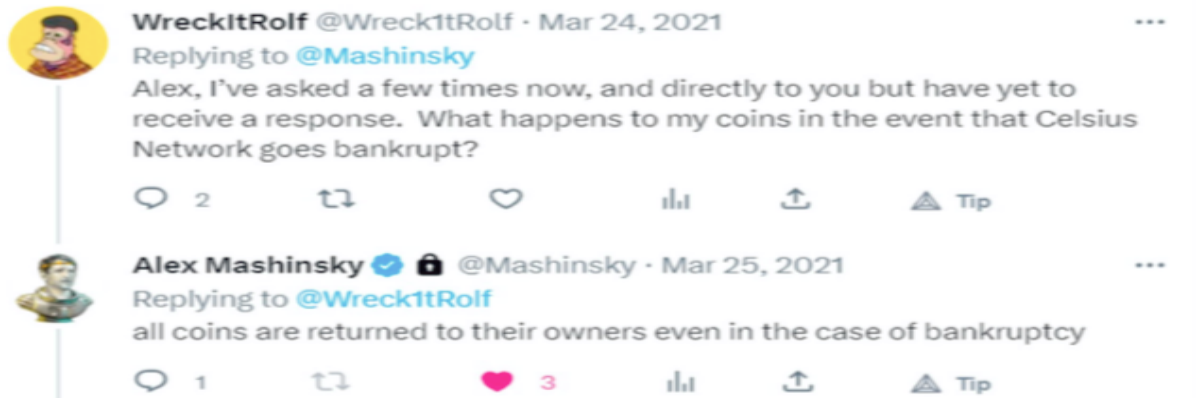 WreckItRolf @Wreck1tRolf · Mar 24, 2021
Replying to @Mashinsky
Alex, I've asked a few times now, and directly to you but have yet to
receive a response.  What happens to my coins in the event that Celsius
Network goes bankrupt?
2 Tip
Alex Mashinsky @Mashinsky · Mar 25, 2021
Replying to @Wreck1tRolf
all coins are returned to their owners even in the case of bankruptcy
1 3 Tip